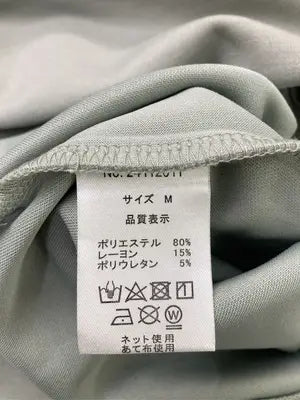 サイズ M
品質表示
ポリエステル 80%
レーヨン 15%
ポリウレタン 5%
ネット使用
あて布使用